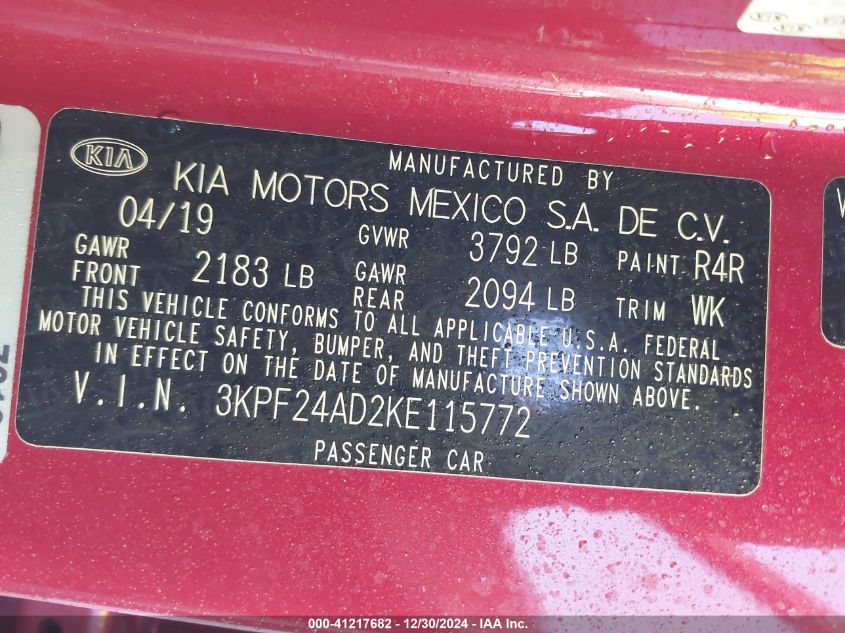 KIA
MANUFACTURED BY
KIA MOTORS MEXICO S.A. DE C.V.
04/19 GVWR 3792 LB PAINT R4R
GAWR FRONT 2183 LB GAWR REAR 2094 LB TRIM WK
THIS VEHICLE CONFORMS TO ALL APPLICABLE U.S.A. FEDERAL
MOTOR VEHICLE SAFETY, BUMPER, AND THEFT PREVENTION STANDARDS
IN EFFECT ON THE DATE OF MANUFACTURE SHOWN ABOVE.
V.I.N. 3KPF24AD2KE115772
PASSENGER CAR
000-41217682 - 12/30/2024 - IAA Inc.